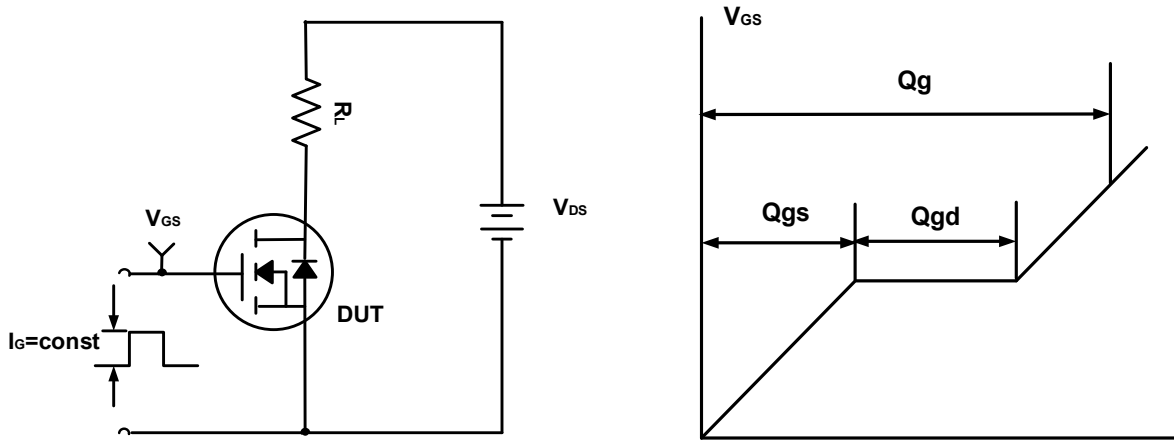 RL
VGS
VDS
DUT
IG=const
VGS
Qg
Qgs
Qgd